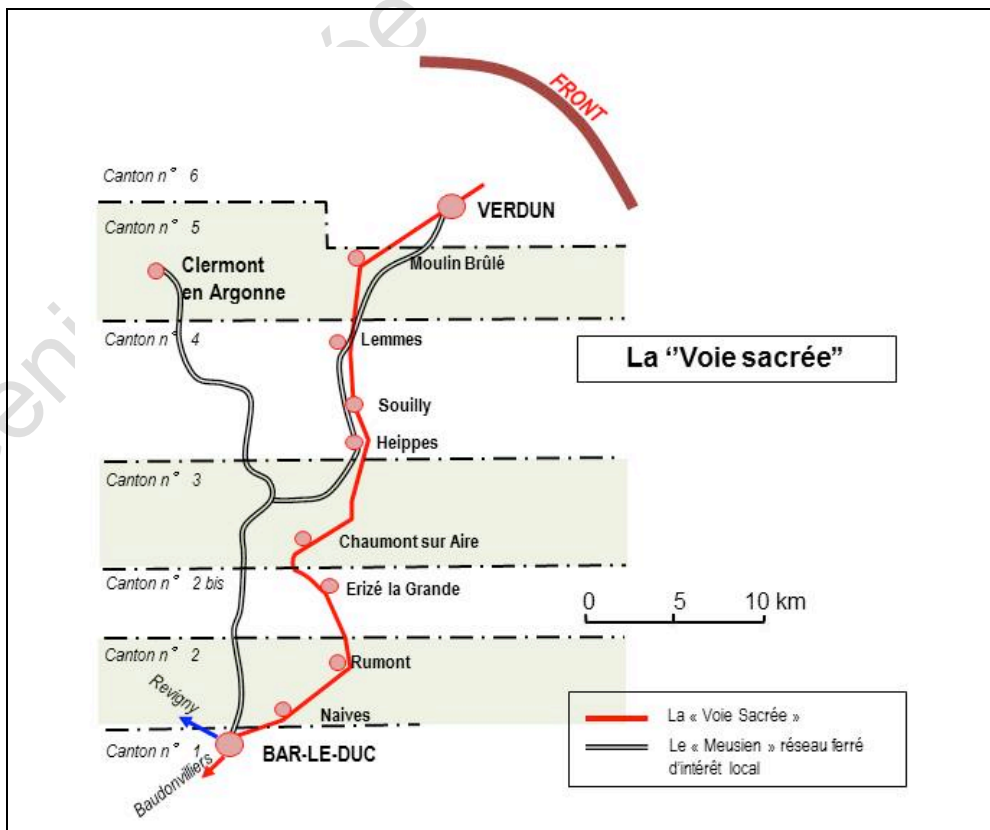 FRONT
Canton n° 6
VERDUN
Canton n° 5
Moulin Brûlé
Clermont
en Argonne
Canton n° 4
Lemmes
La ‘‘Voie sacrée’’
Souilly
Heippes
Canton n° 3
Chaumont sur Aire
Canton n° 2 bis
Erizé la Grande
0 5 10 km
Canton n° 2
Rumont
Revigny
Naives
La « Voie Sacrée »
Canton n° 1
BAR-LE-DUC
Le « Meusien » réseau ferré
d'intérêt local
Baudonvilliers